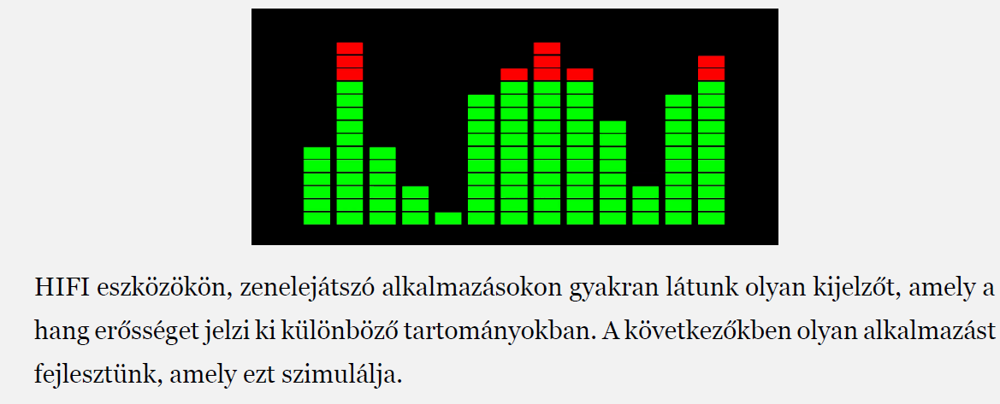 HIFI eszközökön, zenelejátszó alkalmazásokon gyakran látunk olyan kijelzőt, amely a
hang erősséget jelzi ki különböző tartományokban. A következőkben olyan alkalmazást
fejlesztünk, amely ezt szimulálja.